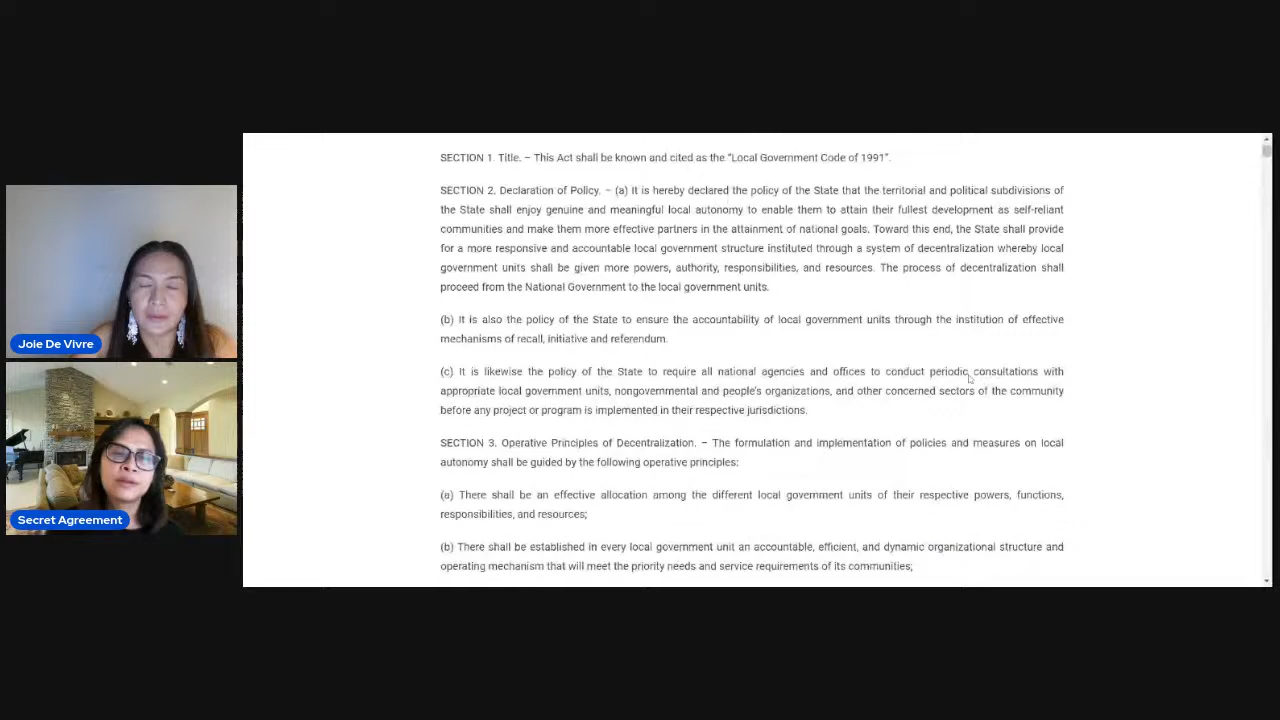 SECTION 1. Title. – This Act shall be known and cited as the "Local Government Code of 1991".
SECTION 2. Declaration of Policy. – (a) It is hereby declared the policy of the State that the territorial and political subdivisions of
the State shall enjoy genuine and meaningful local autonomy to enable them to attain their fullest development as self-reliant
communities and make them more effective partners in the attainment of national goals. Toward this end, the State shall provide
for a more responsive and accountable local government structure instituted through a system of decentralization whereby local
government units shall be given more powers, authority, responsibilities, and resources. The process of decentralization shall
proceed from the National Government to the local government units.
(b) It is also the policy of the State to ensure the accountability of local government units through the institution of effective
mechanisms of recall, initiative and referendum.
(c) It is likewise the policy of the State to require all national agencies and offices to conduct periodic consultations with
appropriate local government units, nongovernmental and people's organizations, and other concerned sectors of the community
before any project or program is implemented in their respective jurisdictions.
SECTION 3. Operative Principles of Decentralization. – The formulation and implementation of policies and measures on local
autonomy shall be guided by the following operative principles:
(a) There shall be an effective allocation among the different local government units of their respective powers, functions,
responsibilities, and resources;
(b) There shall be established in every local government unit an accountable, efficient, and dynamic organizational structure and
operating mechanism that will meet the priority needs and service requirements of its communities;
Joie De Vivre
Secret Agreement